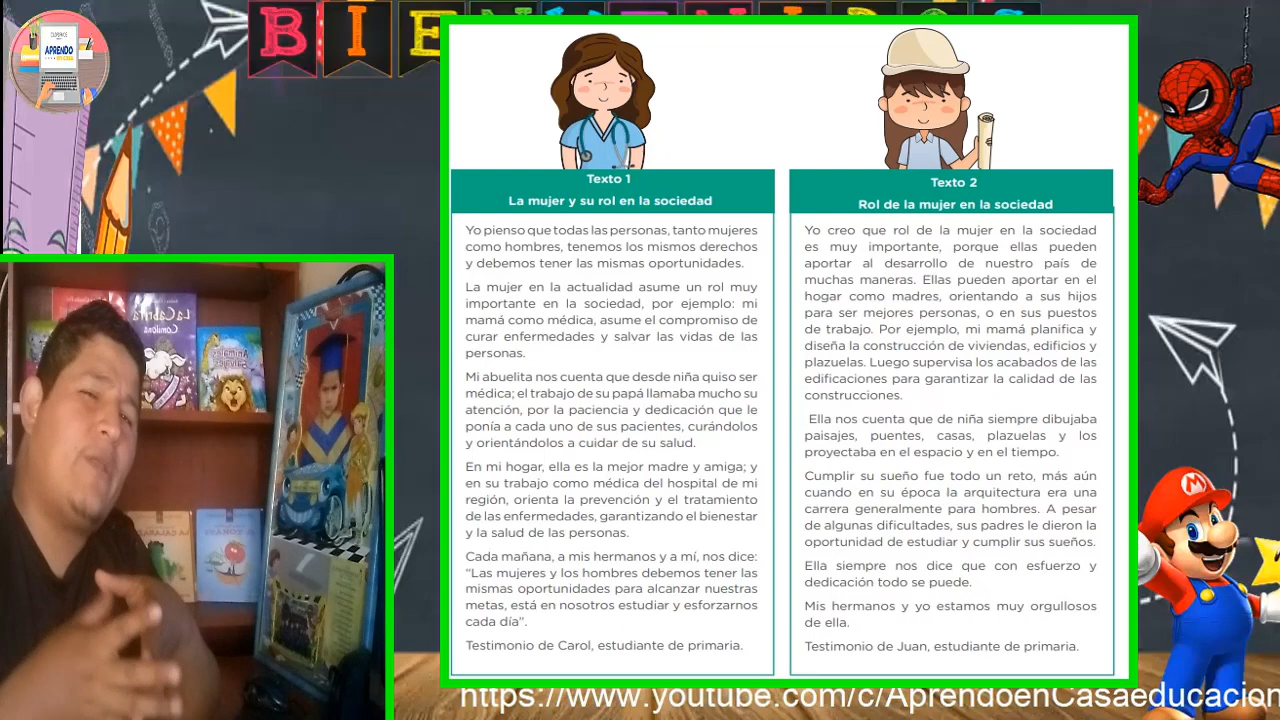 APRENDO
BIE
Texto 1
La mujer y su rol en la sociedad
Yo pienso que todas las personas, tanto mujeres
como hombres, tenemos los mismos derechos
y debemos tener las mismas oportunidades.
La mujer en la actualidad asume un rol muy
importante en la sociedad, por ejemplo: mi
mamá como médica, asume el compromiso de
curar enfermedades y salvar las vidas de las
personas.
Mi abuelita nos cuenta que desde niña quiso ser
médica; el trabajo de su papá llamaba mucho su
atención, por la paciencia y dedicación que le
ponía a cada uno de sus pacientes, curándolos
y orientándolos a cuidar de su salud.
En mi hogar, ella es la mejor madre y amiga; y
en su trabajo como médica del hospital de mi
región, orienta la prevención y el tratamiento
de las enfermedades, garantizando el bienestar
y la salud de las personas.
Cada mañana, a mis hermanos y a mí, nos dice:
“Las mujeres y los hombres debemos tener las
mismas oportunidades para alcanzar nuestras
metas, está en nosotros estudiar y esforzarnos
cada día”.
Testimonio de Carol, estudiante de primaria.
Texto 2
Rol de la mujer en la sociedad
Yo creo que rol de la mujer en la sociedad
es muy importante, porque ellas pueden
aportar al desarrollo de nuestro país de
muchas maneras. Ellas pueden aportar en el
hogar como madres, orientando a sus hijos
para ser mejores personas, o en sus puestos
de trabajo. Por ejemplo, mi mamá planifica y
diseña la construcción de viviendas, edificios y
plazuelas. Luego supervisa los acabados de las
edificaciones para garantizar la calidad de las
construcciones.
Ella nos cuenta que de niña siempre dibujaba
paisajes, puentes, casas, plazuelas y los
proyectaba en el espacio y en el tiempo.
Cumplir su sueño fue todo un reto, más aún
cuando en su época la arquitectura era una
carrera generalmente para hombres. A pesar
de algunas dificultades, sus padres le dieron la
oportunidad de estudiar y cumplir sus sueños.
Ella siempre nos dice que con esfuerzo y
dedicación todo se puede.
Mis hermanos y yo estamos muy orgullosos
de ella.
Testimonio de Juan, estudiante de primaria.
La Cabra
Comilona
M
https://www.youtube.com/c/AprendoenCasaeducacion